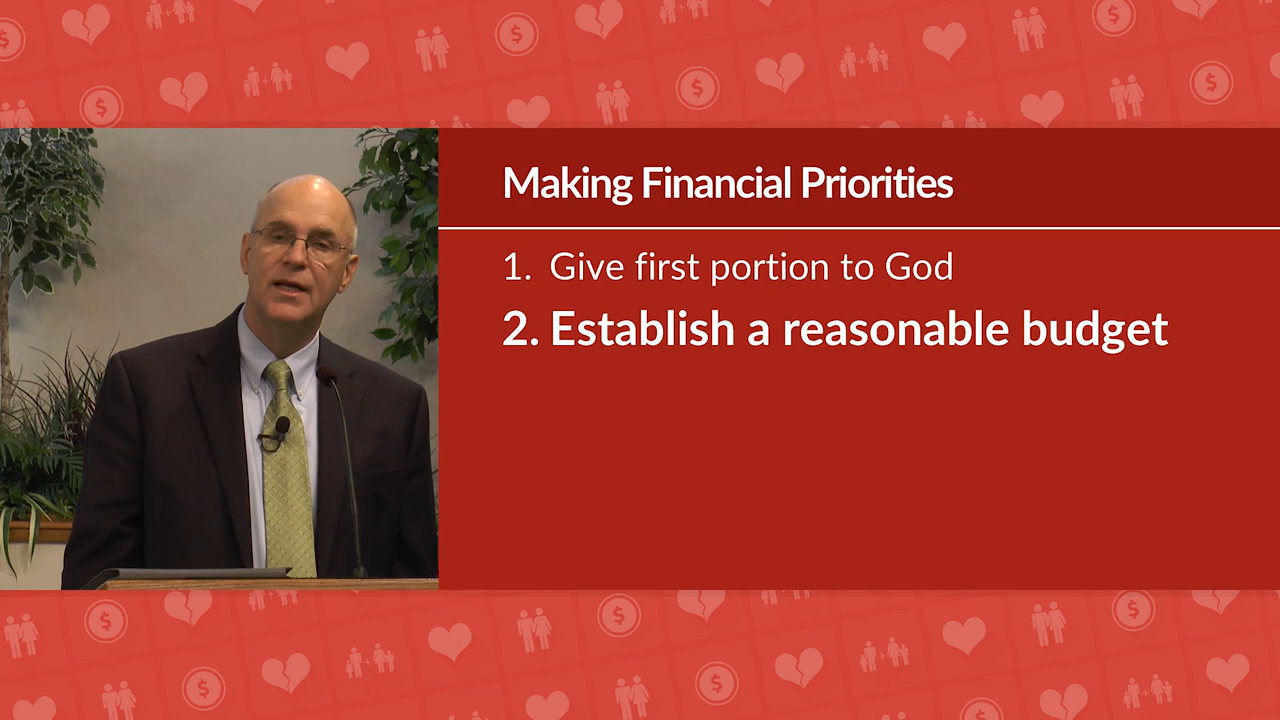 Making Financial Priorities
1. Give first portion to God
2. Establish a reasonable budget